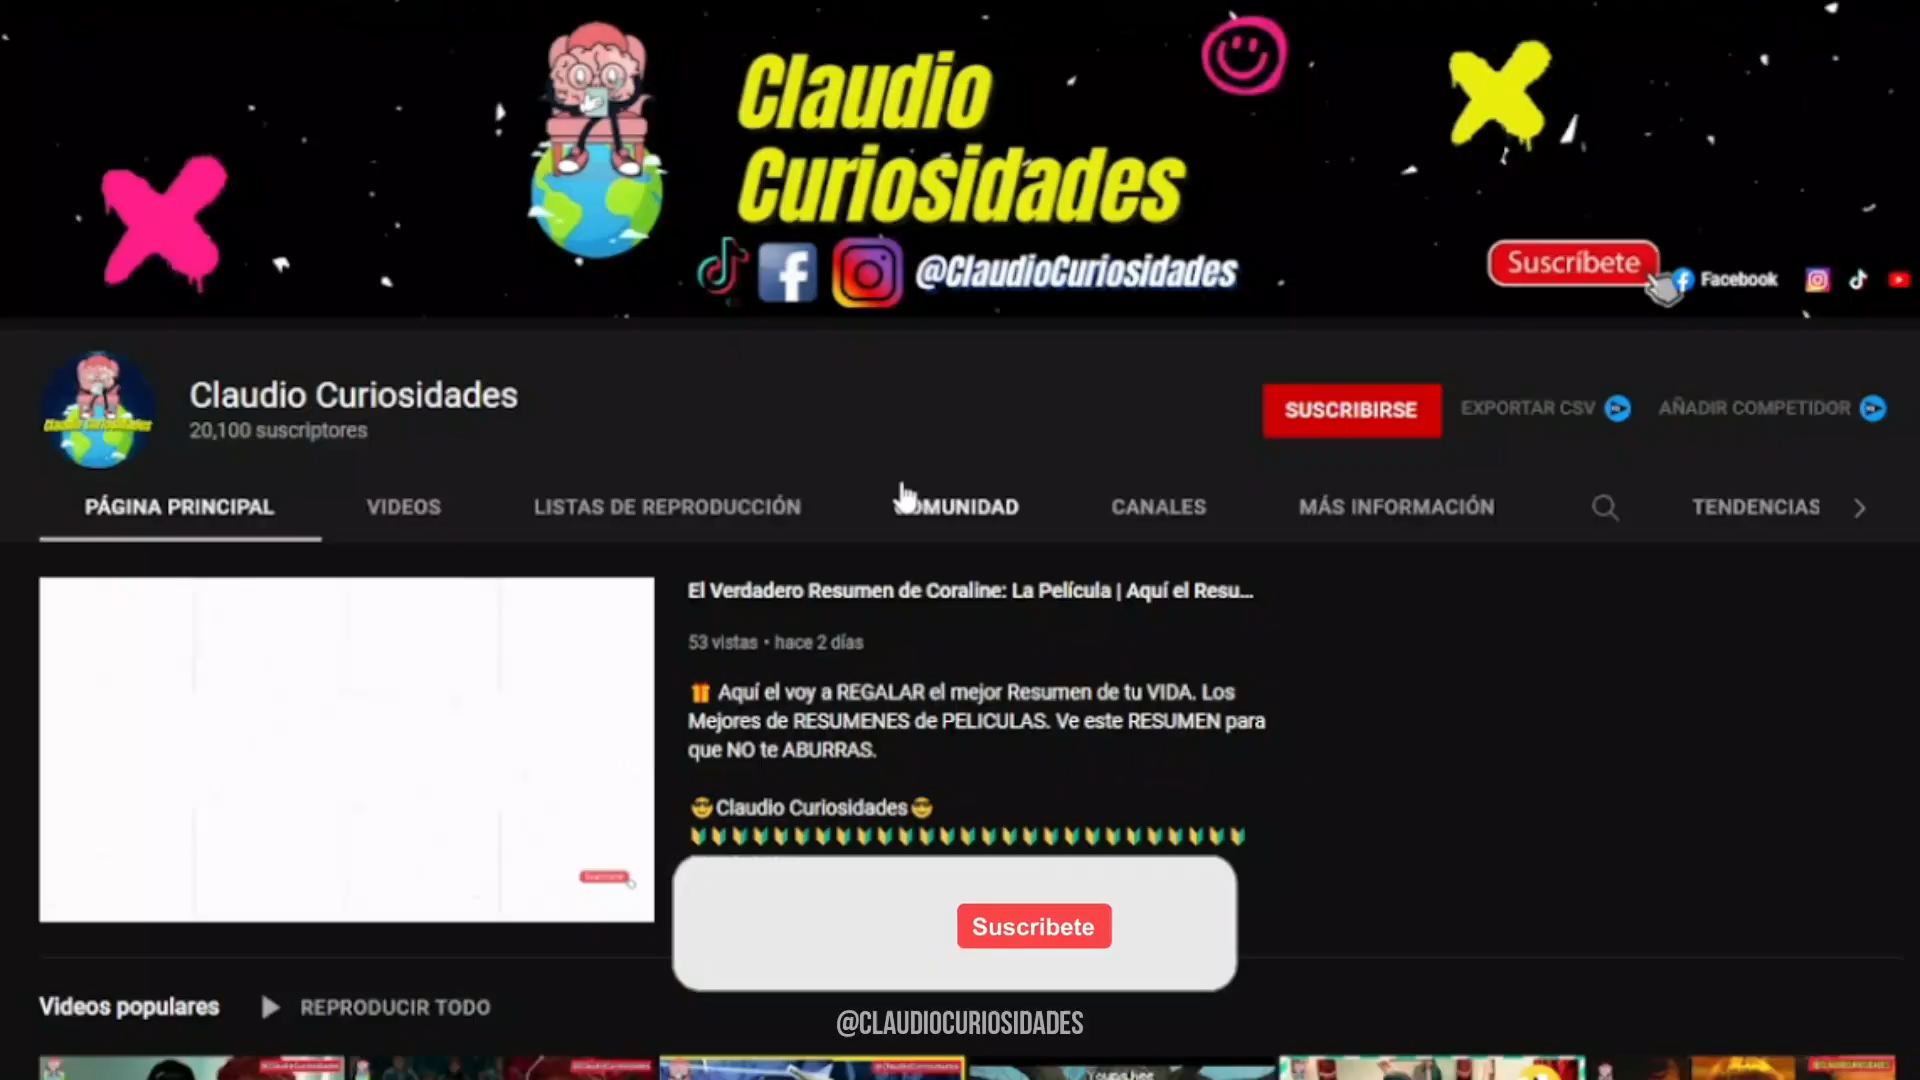 Claudio
Curiosidades
@ClaudioCuriosidades
Suscríbete
Facebook
Claudio Curiosidades
20,100 suscriptores
SUSCRIBIRSE
EXPORTAR CSV
AÑADIR COMPETIDOR
PÁGINA PRINCIPAL
VIDEOS
LISTAS DE REPRODUCCIÓN
COMUNIDAD
CANALES
MÁS INFORMACIÓN
TENDENCIAS
El Verdadero Resumen de Coraline: La Película | Aquí el Resu...
53 vistas • hace 2 días
Aquí el voy a REGALAR el mejor Resumen de tu VIDA. Los
Mejores de RESUMENES de PELICULAS. Ve este RESUMEN para
que NO te ABURRAS.
Claudio Curiosidades
Suscribete
Videos populares
REPRODUCIR TODO
@CLAUDIOCURIOSIDADES